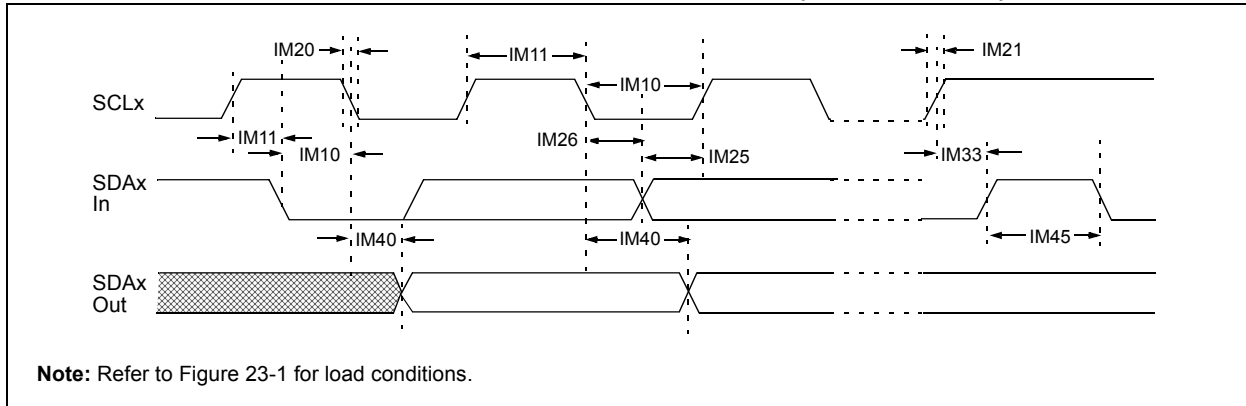 IM20
IM11
IM21
SCLx
IM10
IM11
IM10
IM26
IM25
IM33
SDAx
In
IM40
IM40
IM45
SDAx
Out
Note: Refer to Figure 23-1 for load conditions.